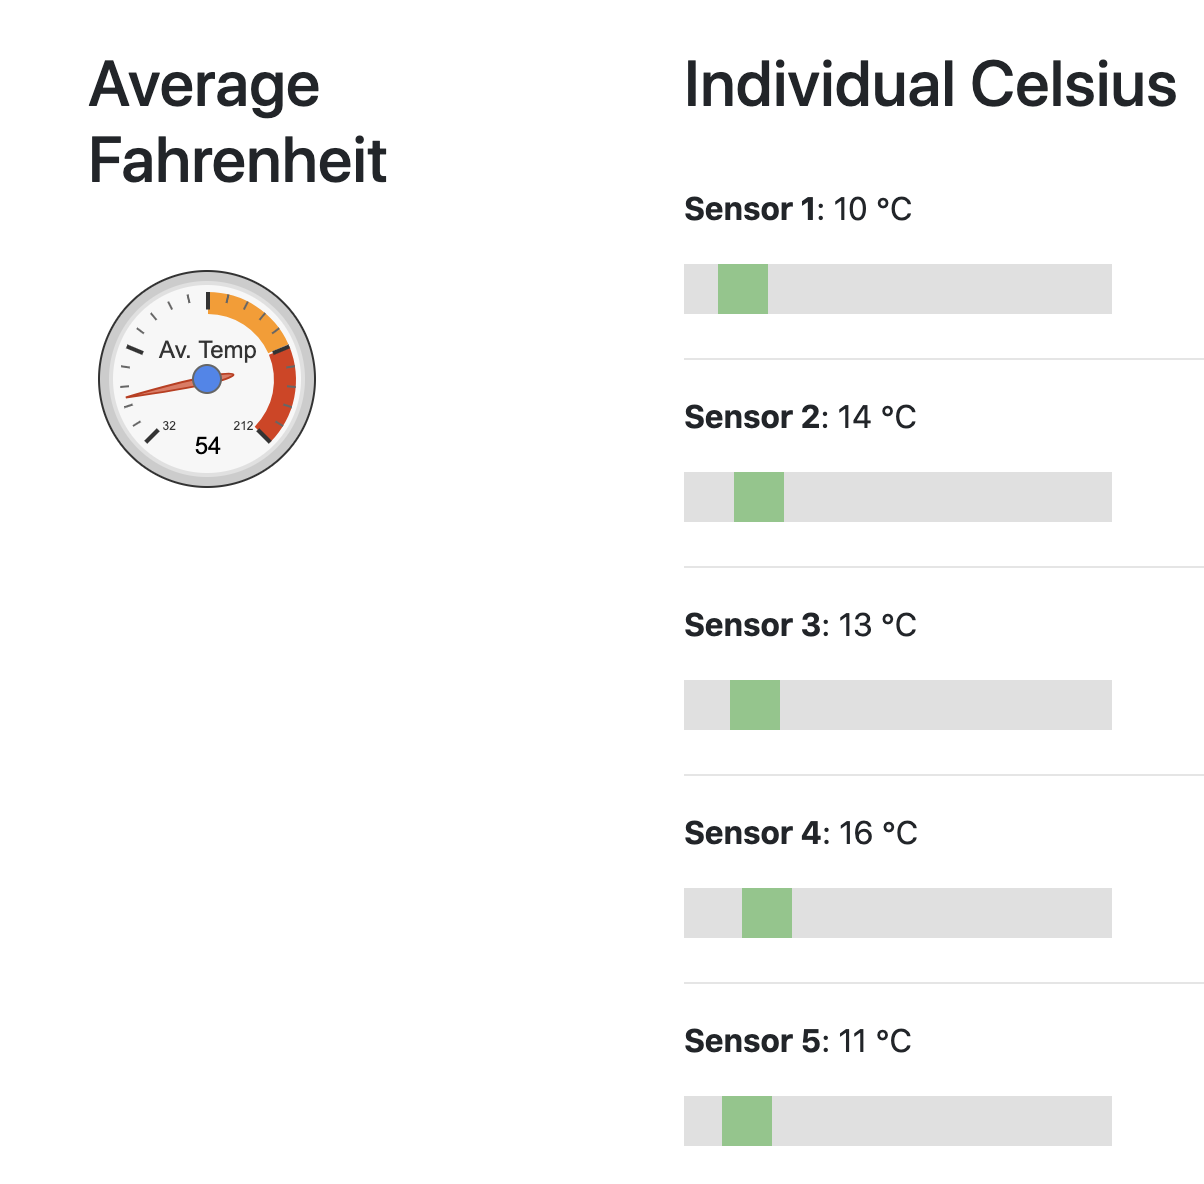 Average
Fahrenheit
Av. Temp
32
212
54
Individual Celsius
Sensor 1: 10 °C
Sensor 2: 14 °C
Sensor 3: 13 °C
Sensor 4: 16 °C
Sensor 5: 11 °C